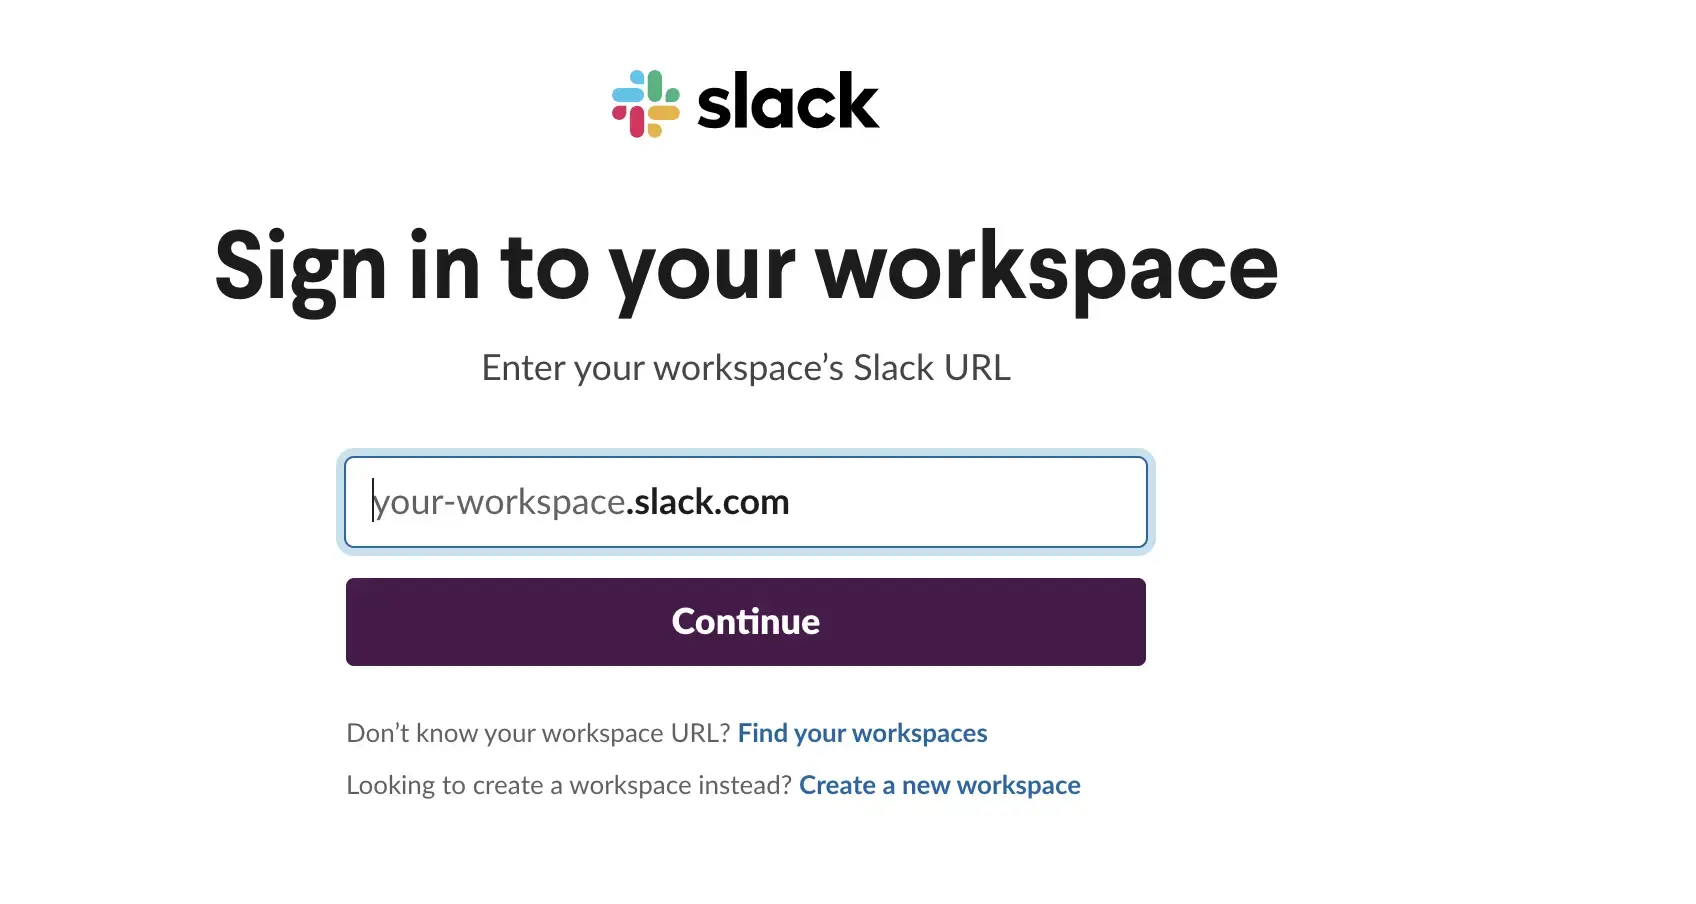 slack
Sign in to your workspace
Enter your workspace’s Slack URL
your-workspace.slack.com
Continue
Don’t know your workspace URL? Find your workspaces
Looking to create a workspace instead? Create a new workspace